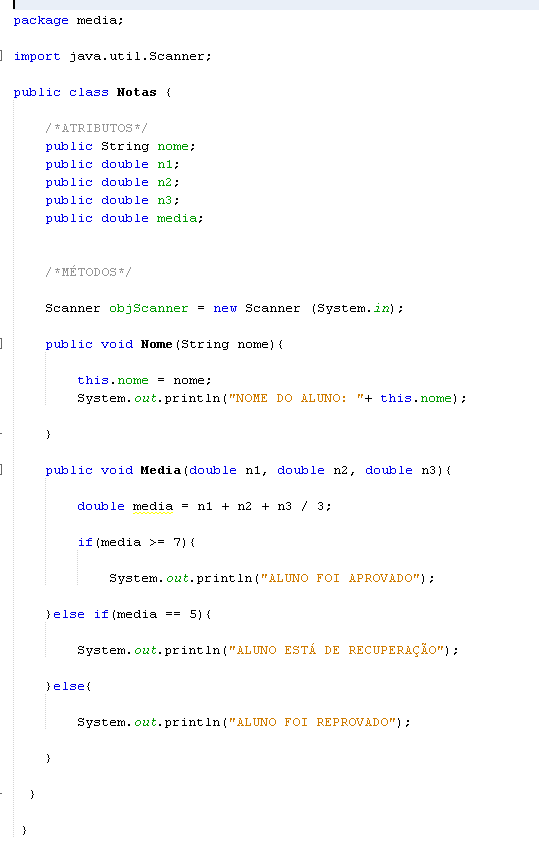 package media;
import java.util.Scanner;
public class Notas {
/*ATRIBUTOS*/
public String nome;
public double n1;
public double n2;
public double n3;
public double media;
/*MÉTODOS*/
Scanner objScanner = new Scanner (System.in);
public void Nome(String nome){
this.nome = nome;
System.out.println("NOME DO ALUNO: "+ this.nome);
}
public void Media(double n1, double n2, double n3){
double media = n1 + n2 + n3 / 3;
if(media >= 7){
System.out.println("ALUNO FOI APROVADO");
}else if(media == 5){
System.out.println("ALUNO ESTÁ DE RECUPERAÇÃO");
}else{
System.out.println("ALUNO FOI REPROVADO");
}
}
}